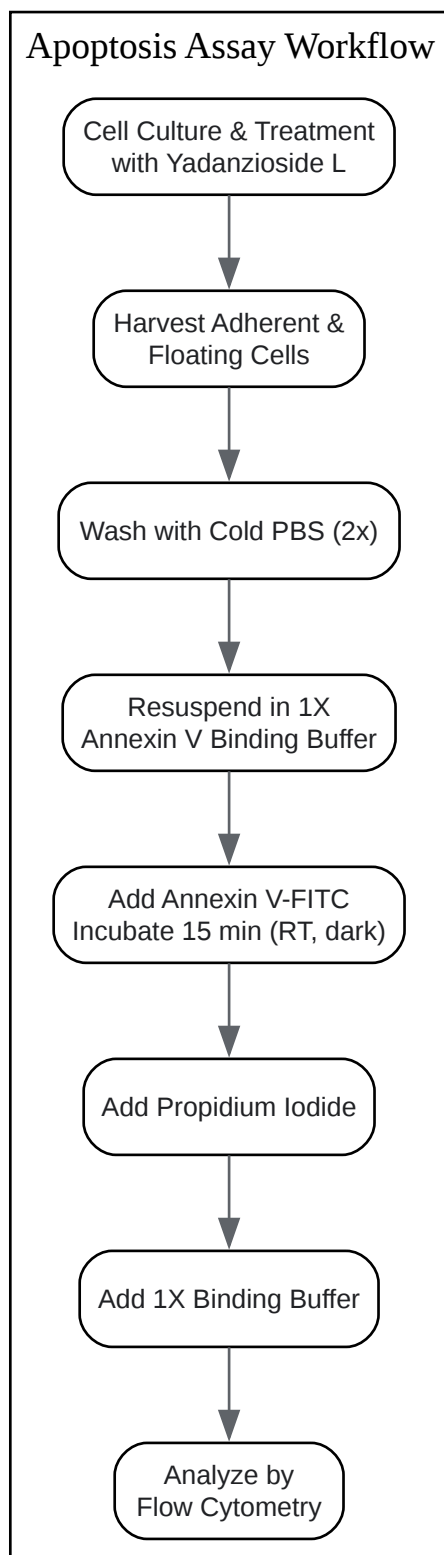 Apoptosis Assay Workflow
Cell Culture & Treatment
with Yadanzioside L
Harvest Adherent &
Floating Cells
Wash with Cold PBS (2x)
Resuspend in 1X
Annexin V Binding Buffer
Add Annexin V-FITC
Incubate 15 min (RT, dark)
Add Propidium Iodide
Add 1X Binding Buffer
Analyze by
Flow Cytometry